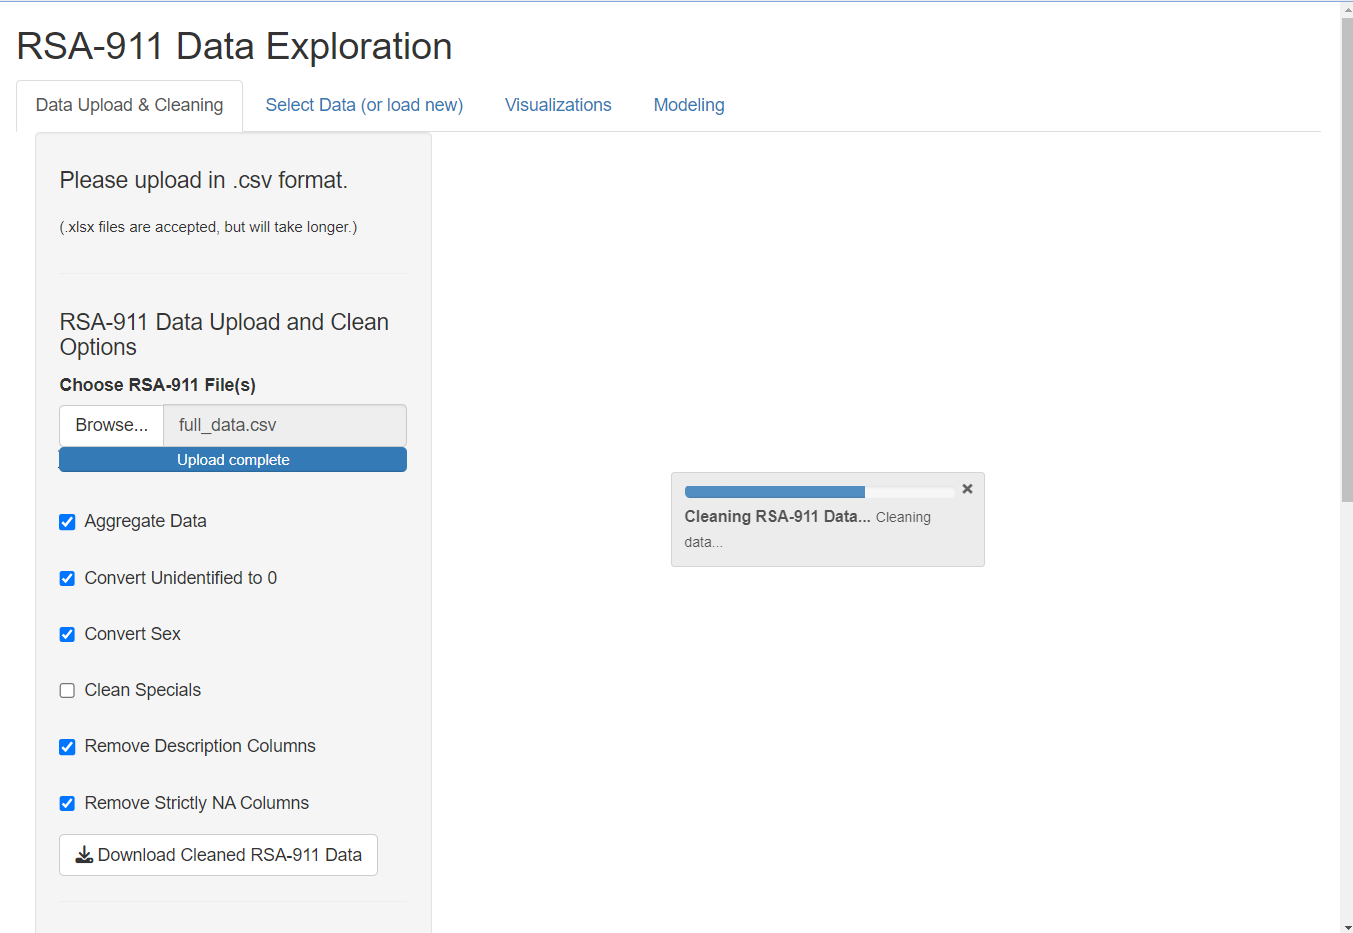 RSA-911 Data Exploration
Data Upload & Cleaning
Select Data (or load new)
Visualizations
Modeling
Please upload in .csv format.
(.xlsx files are accepted, but will take longer.)
RSA-911 Data Upload and Clean
Options
Choose RSA-911 File(s)
Browse...
full_data.csv
Upload complete
Aggregate Data
Convert Unidentified to 0
Convert Sex
Clean Specials
Remove Description Columns
Remove Strictly NA Columns
Download Cleaned RSA-911 Data
Cleaning RSA-911 Data... Cleaning
data...